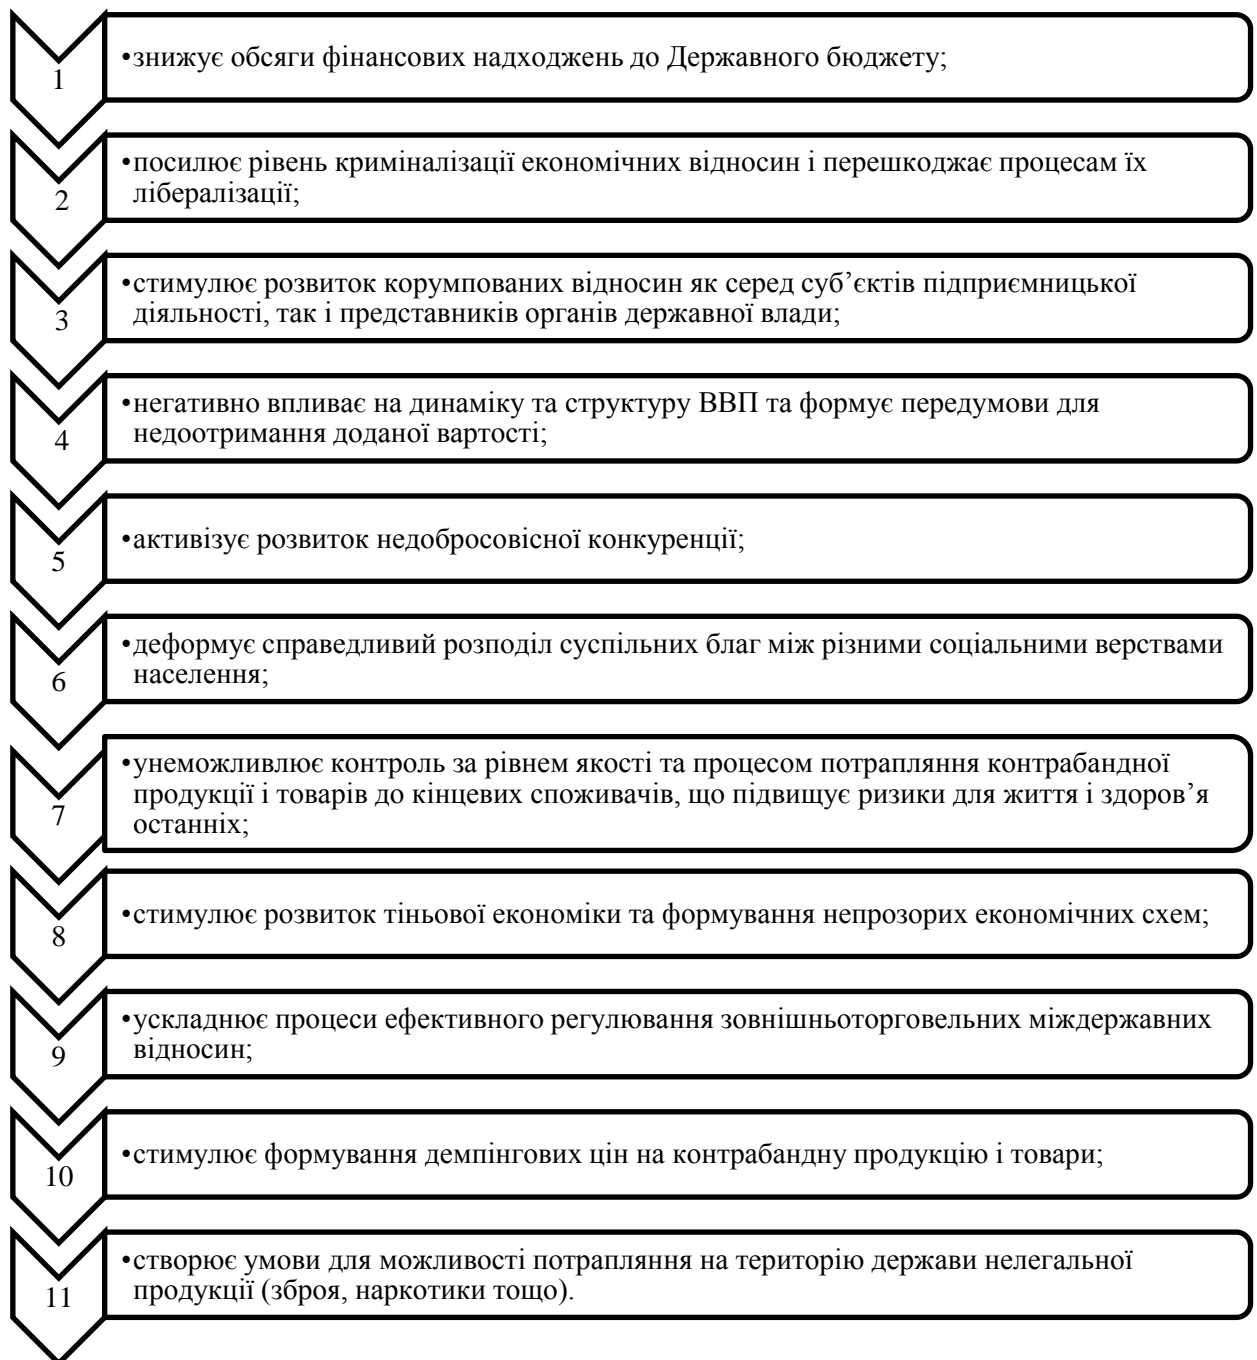 1
•знижує обсяги фінансових надходжень до Державного бюджету;
2
•посилює рівень криміналізації економічних відносин і перешкоджає процесам їх
лібералізації;
3
•стимулює розвиток корумпованих відносин як серед суб’єктів підприємницької
діяльності, так і представників органів державної влади;
4
•негативно впливає на динаміку та структуру ВВП та формує передумови для
недоотримання доданої вартості;
5
•активізує розвиток недобросовісної конкуренції;
6
•деформує справедливий розподіл суспільних благ між різними соціальними верствами
населення;
7
•унеможливлює контроль за рівнем якості та процесом потрапляння контрабандної
продукції і товарів до кінцевих споживачів, що підвищує ризики для життя і здоров’я
останніх;
8
•стимулює розвиток тіньової економіки та формування непрозорих економічних схем;
9
•ускладнює процеси ефективного регулювання зовнішньоторговельних міждержавних
відносин;
10
•стимулює формування демпінгових цін на контрабандну продукцію і товари;
11
•створює умови для можливості потрапляння на територію держави нелегальної
продукції (зброя, наркотики тощо).